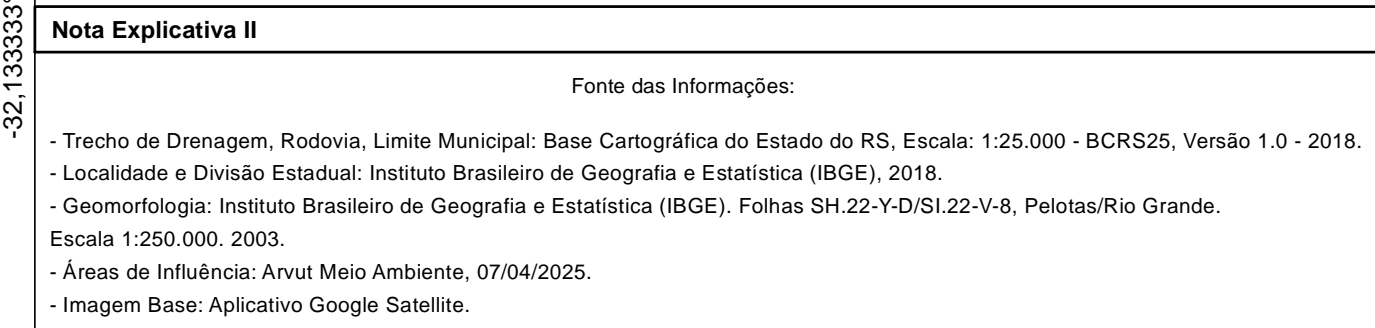 -32,133333°
Nota Explicativa II
Fonte das Informações:
- Trecho de Drenagem, Rodovia, Limite Municipal: Base Cartográfica do Estado do RS, Escala: 1:25.000 - BCRS25, Versão 1.0 - 2018.
- Localidade e Divisão Estadual: Instituto Brasileiro de Geografia e Estatística (IBGE), 2018.
- Geomorfologia: Instituto Brasileiro de Geografia e Estatística (IBGE). Folhas SH.22-Y-D/SI.22-V-8, Pelotas/Rio Grande.
Escala 1:250.000. 2003.
- Áreas de Influência: Arvut Meio Ambiente, 07/04/2025.
- Imagem Base: Aplicativo Google Satellite.